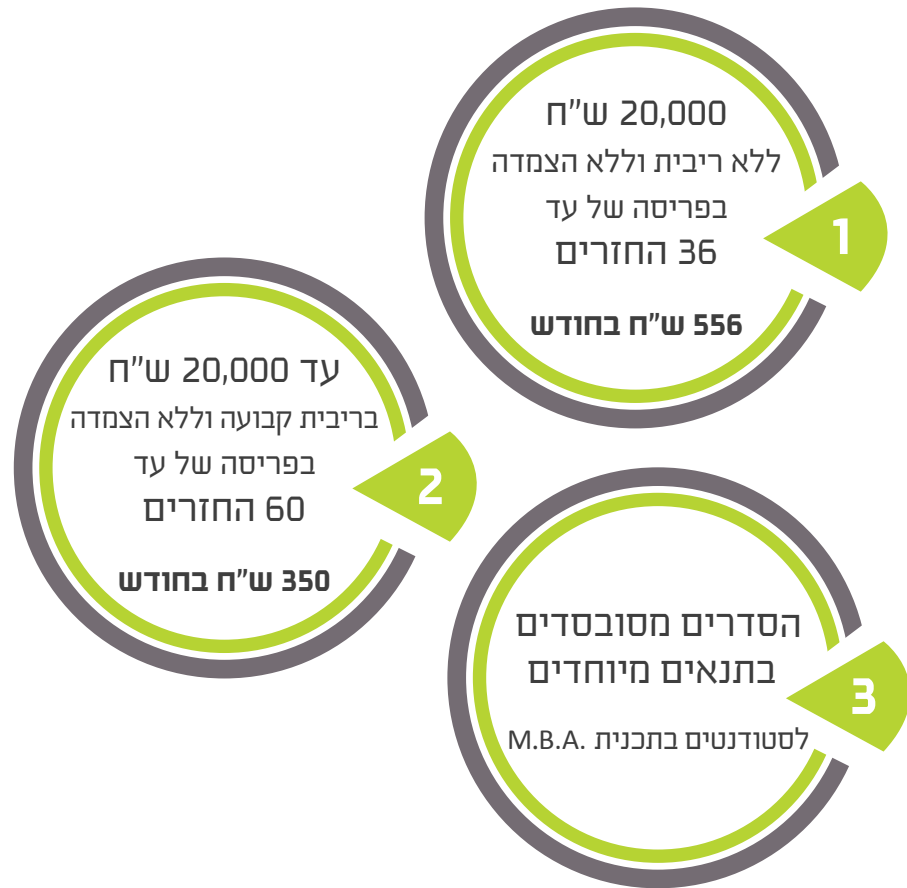 20,000 ש"ח
ללא ריבית וללא הצמדה
בפריסה של עד
36 החזרים
556 ש"ח בחודש
1
עד 20,000 ש"ח
בריבית קבועה וללא הצמדה
בפריסה של עד
60 החזרים
350 ש"ח בחודש
2
הסדרים מסובסדים
בתנאים מיוחדים
לסטודנטים בתכנית M.B.A.
3